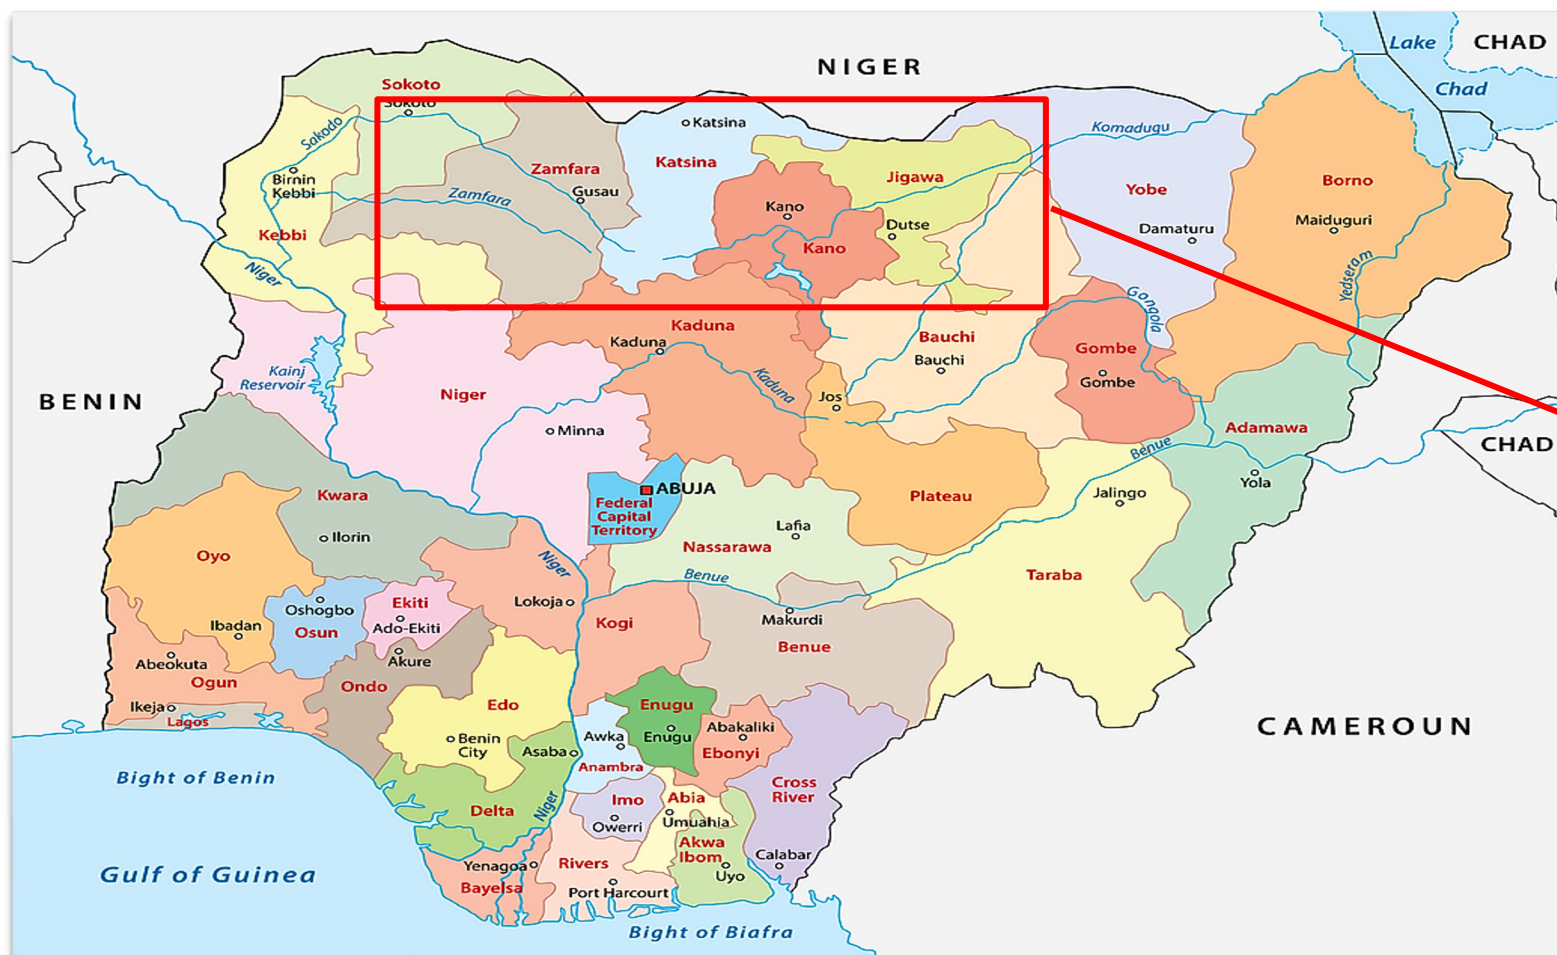 NIGER
Lake
Chad
CHAD
Sokoto
Sokoto
Sakodo
Katsina
Katsina
Komadugu
Zamfara
Gusau
Zamfara
Birnin
Kebbi
Kebbi
Jigawa
Kano
Kano
Dutse
Yobe
Damaturu
Borno
Maiduguri
Yedseram
Niger
Kaduna
Kaduna
Kaduna
Bauchi
Bauchi
Gongola
Gombe
Gombe
Kainj
Reservoir
BENIN
Niger
Minna
Jos
Adamawa
Yola
CHAD
Benue
Jalingo
Plateau
ABUJA
Federal
Capital
Territory
Kwara
Ilorin
Lafia
Nassarawa
Oyo
Niger
Benue
Taraba
Oshogbo
Osun
Ekiti
Ado-Ekiti
Lokoja
Kogi
Makurdi
Benue
Ibadan
Abeokuta
Ogun
Akure
Ondo
Ikeja
Lagos
Edo
Benin
City
Enugu
Enugu
Abakaliki
Ebonyi
Awka
Anambra
Asaba
CAMEROUN
Bight of Benin
Delta
Niger
Imo
Owerri
Abia
Umuahia
Cross
River
Akwa
Ibom
Uyo
Calabar
Gulf of Guinea
Yenagoa
Bayelsa
Rivers
Port Harcourt
Bight of Biafra